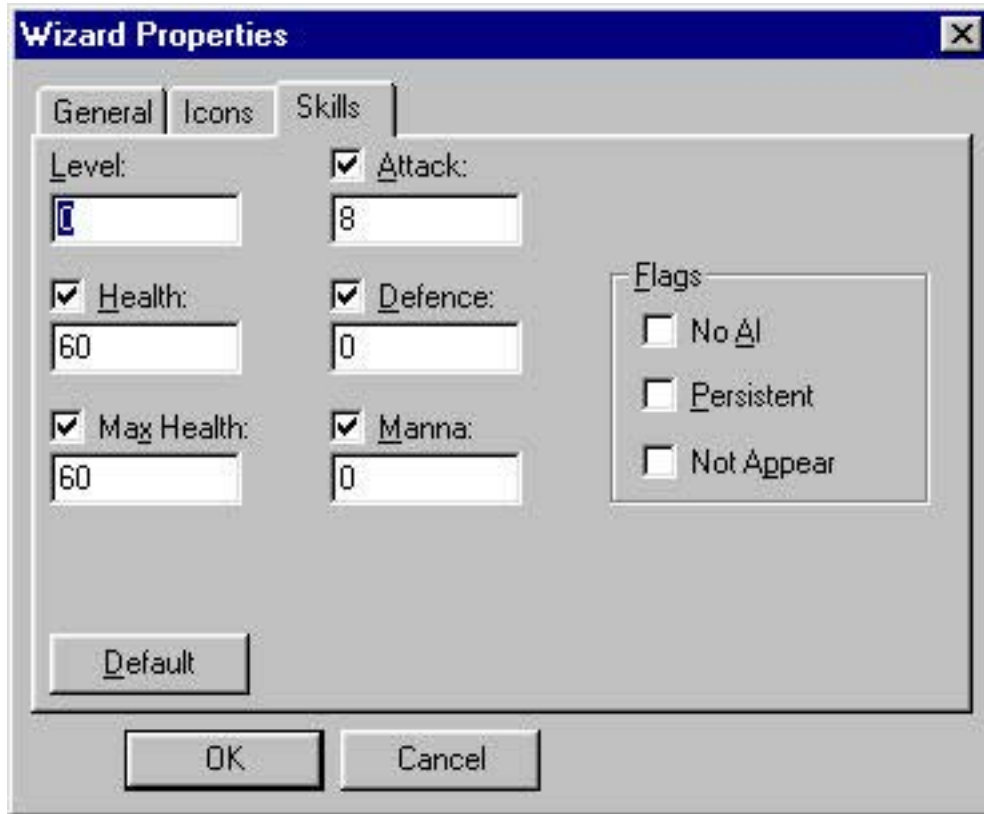 Wizard Properties
General Icons Skills
Level: Attack:
0 8
Flags
Health: Defence:
60 0
No AI
Persistent
Max Health: Manna:
60 0
Not Appear
Default
OK Cancel